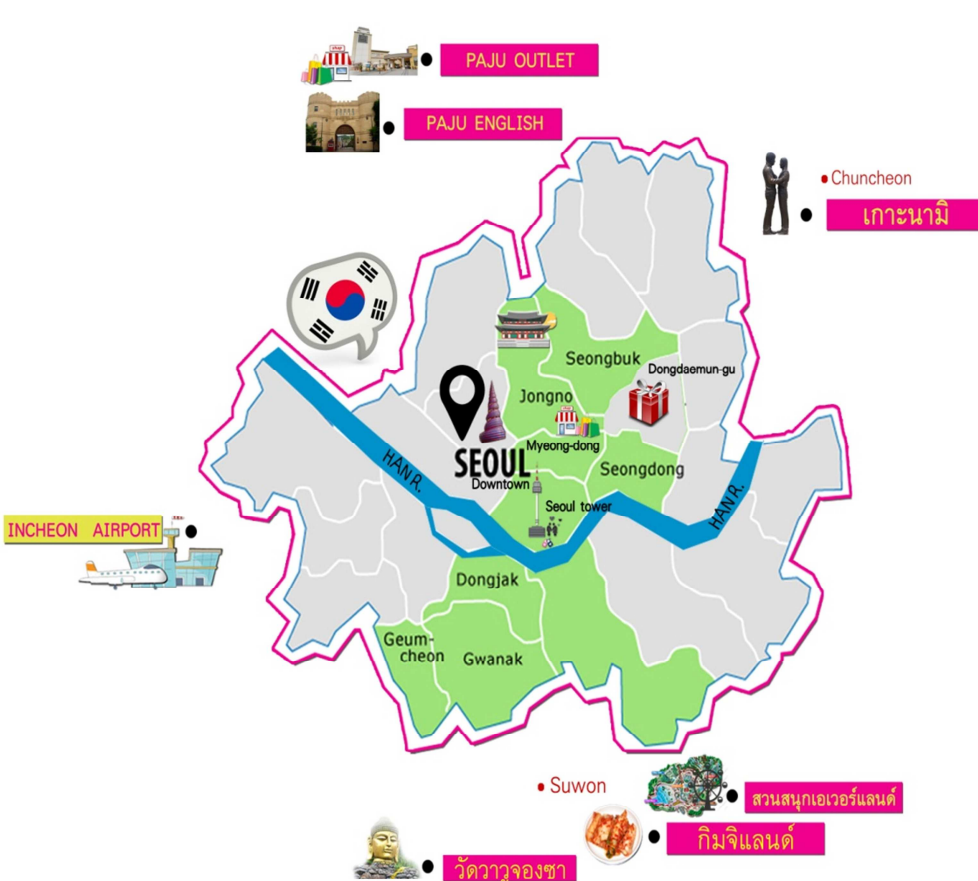 PAJU OUTLET
PAJU ENGLISH
Chuncheon
เกาะนามิ
Seongbuk
Dongdaemun-gu
Jongno
Myeong-dong
SEOUL
Downtown
Seongdong
HAN R.
HAN R.
Seoul tower
INCHEON AIRPORT
Dongjak
Geum-
cheon
Gwanak
Suwon
สวนสนุกเอเวอร์แลนด์
กิมจิแลนด์
วัดวาวูจองซา